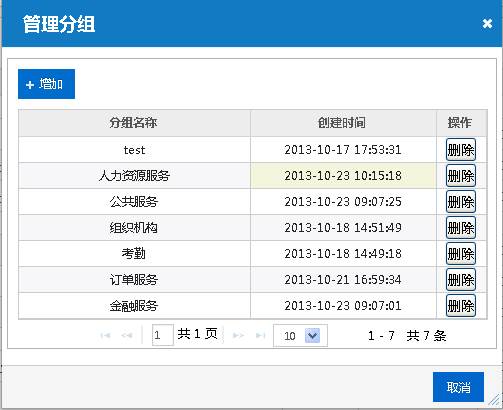 管理分组
+ 增加
分组名称 创建时间 操作
test 2013-10-17 17:53:31 删除
人力资源服务 2013-10-23 10:15:18 删除
公共服务 2013-10-23 09:07:25 删除
组织机构 2013-10-18 14:51:49 删除
考勤 2013-10-18 14:49:18 删除
订单服务 2013-10-21 16:59:34 删除
金融服务 2013-10-23 09:07:01 删除
1 共 1 页 10 1 - 7 共 7 条
取消